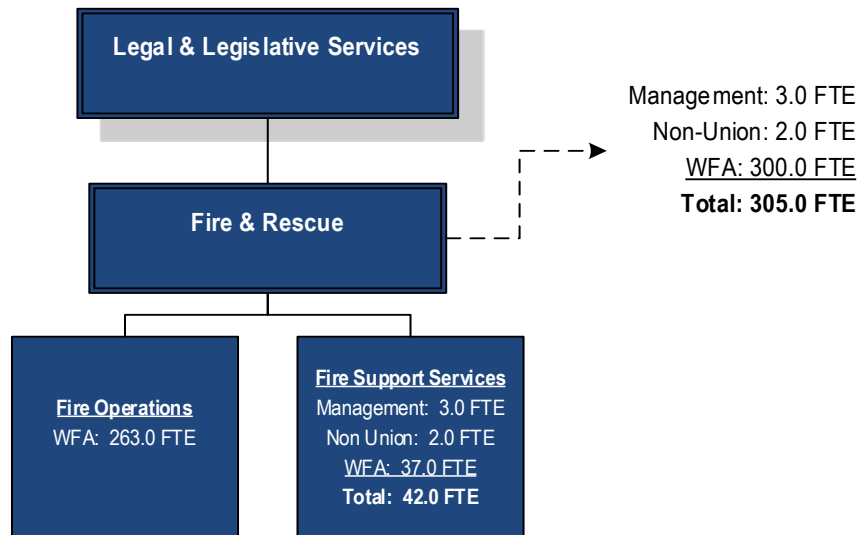 Legal & Legislative Services
Management: 3.0 FTE
Non-Union: 2.0 FTE
WFA: 300.0 FTE
Total: 305.0 FTE
Fire & Rescue
Fire Operations
WFA: 263.0 FTE
Fire Support Services
Management: 3.0 FTE
Non Union: 2.0 FTE
WFA: 37.0 FTE
Total: 42.0 FTE